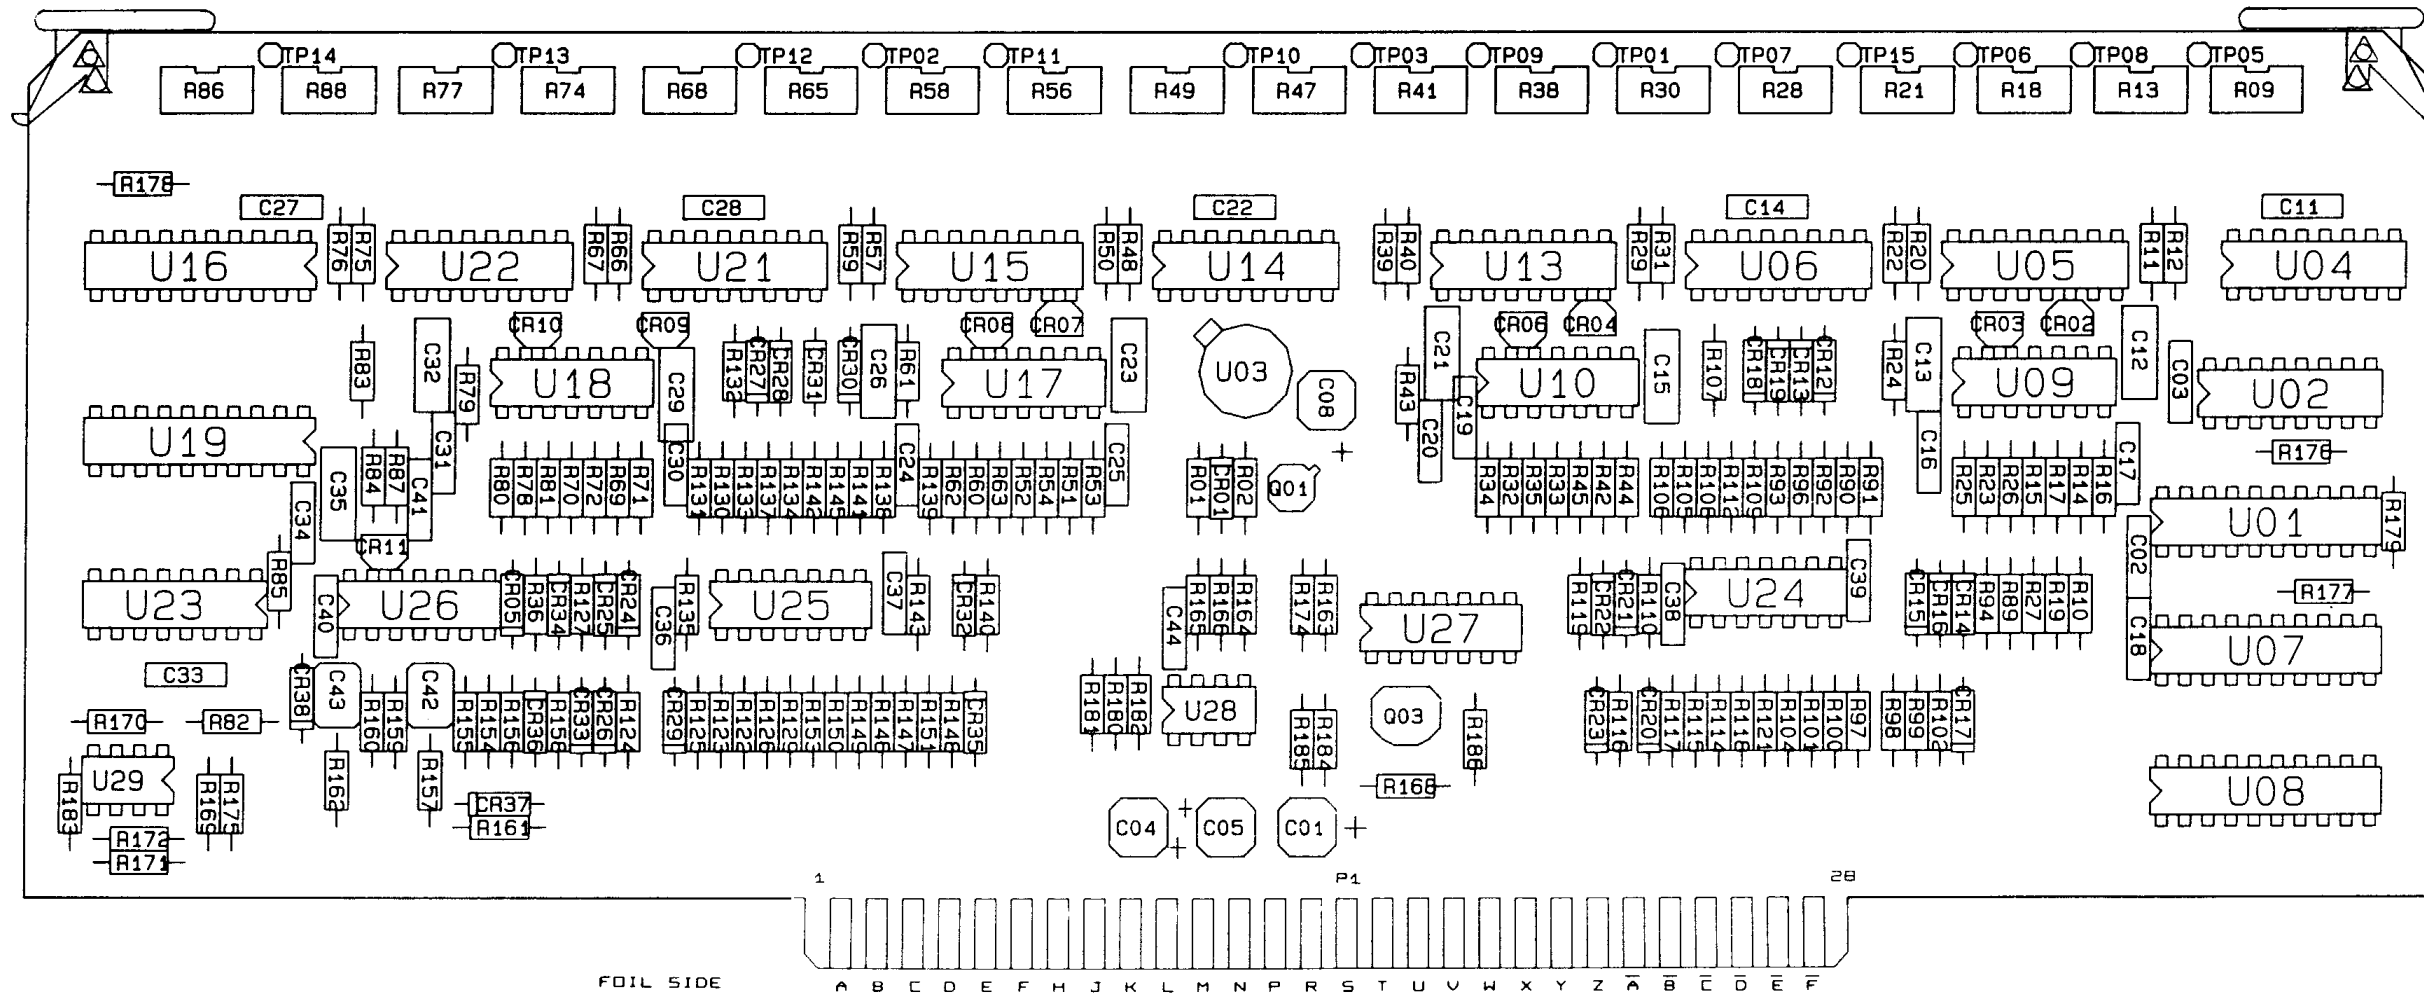 TP14 TP13 TP12 TP02 TP11 TP10 TP03 TP09 TP01 TP07 TP15 TP06 TP08 TP05
R86 R88 R77 R74 R68 R65 R58 R56 R49 R47 R41 R38 R30 R28 R21 R18 R13 R09
R178
C27 C28 C22 C14 C11
U16 R76 R75 U22 R67 R66 U21 R59 R57 U15 R50 R48 U14 R39 R40 U13 R29 R31 U06 R22 R20 U05 R11 R12 U04
CR10 CR09 CR08 CR07 CR06 CR04 CR03 CR02
R83 C32 R79 U18 C29 R132 CR27 CR28 CR31 CR30 C26 R61 U17 C23 U03 C08 R43 C21 C19 U10 C15 R107 CR18 CR19 CR13 CR12 R24 C13 U09 C12 C03 U02
U19 C31 C30 C24 C25 C20 C16 C17 R176
C35 R84 R87 C41 R80 R78 R81 R70 R72 R69 R71 R131 R130 R133 R137 R134 R142 R145 R141 R138 R139 R62 R60 R63 R52 R54 R51 R53 R01 CR01 R02 Q01 R34 R32 R35 R33 R45 R42 R44 R106 R105 R108 R112 R109 R93 R96 R92 R90 R91 R25 R23 R26 R15 R17 R14 R16
C34 CR11 U01 R179 C02
U23 R85 C40 U26 CR05 R36 CR34 R127 CR25 CR24 C36 R135 U25 C37 R143 CR32 R140 C44 R165 R166 R164 R174 R163 U27 R119 CR22 CR21 R110 C38 U24 C39 CR15 CR16 CR14 R94 R89 R27 R19 R10 R177
C33 C18 U07
CR38 C43 R160 R159 C42 R155 R154 R156 CR36 R158 CR33 CR26 R124 CR29 R125 R123 R122 R126 R129 R153 R150 R149 R146 R147 R151 R148 CR35 R181 R180 R182 U28 R185 R184 Q03 R186 CR23 R116 CR20 R117 R115 R114 R118 R121 R104 R101 R100 R97 R98 R99 R102 CR17
R170 R82
U29 R162 R157 R168 U08
R183 R169 R175 CR37
R161 C04 + C05 C01 +
R172
R171
1 P1 28
FOIL SIDE A B C D E F H J K L M N P R S T U V W X Y Z A̅ B̅ C̅ D̅ E̅ F̅